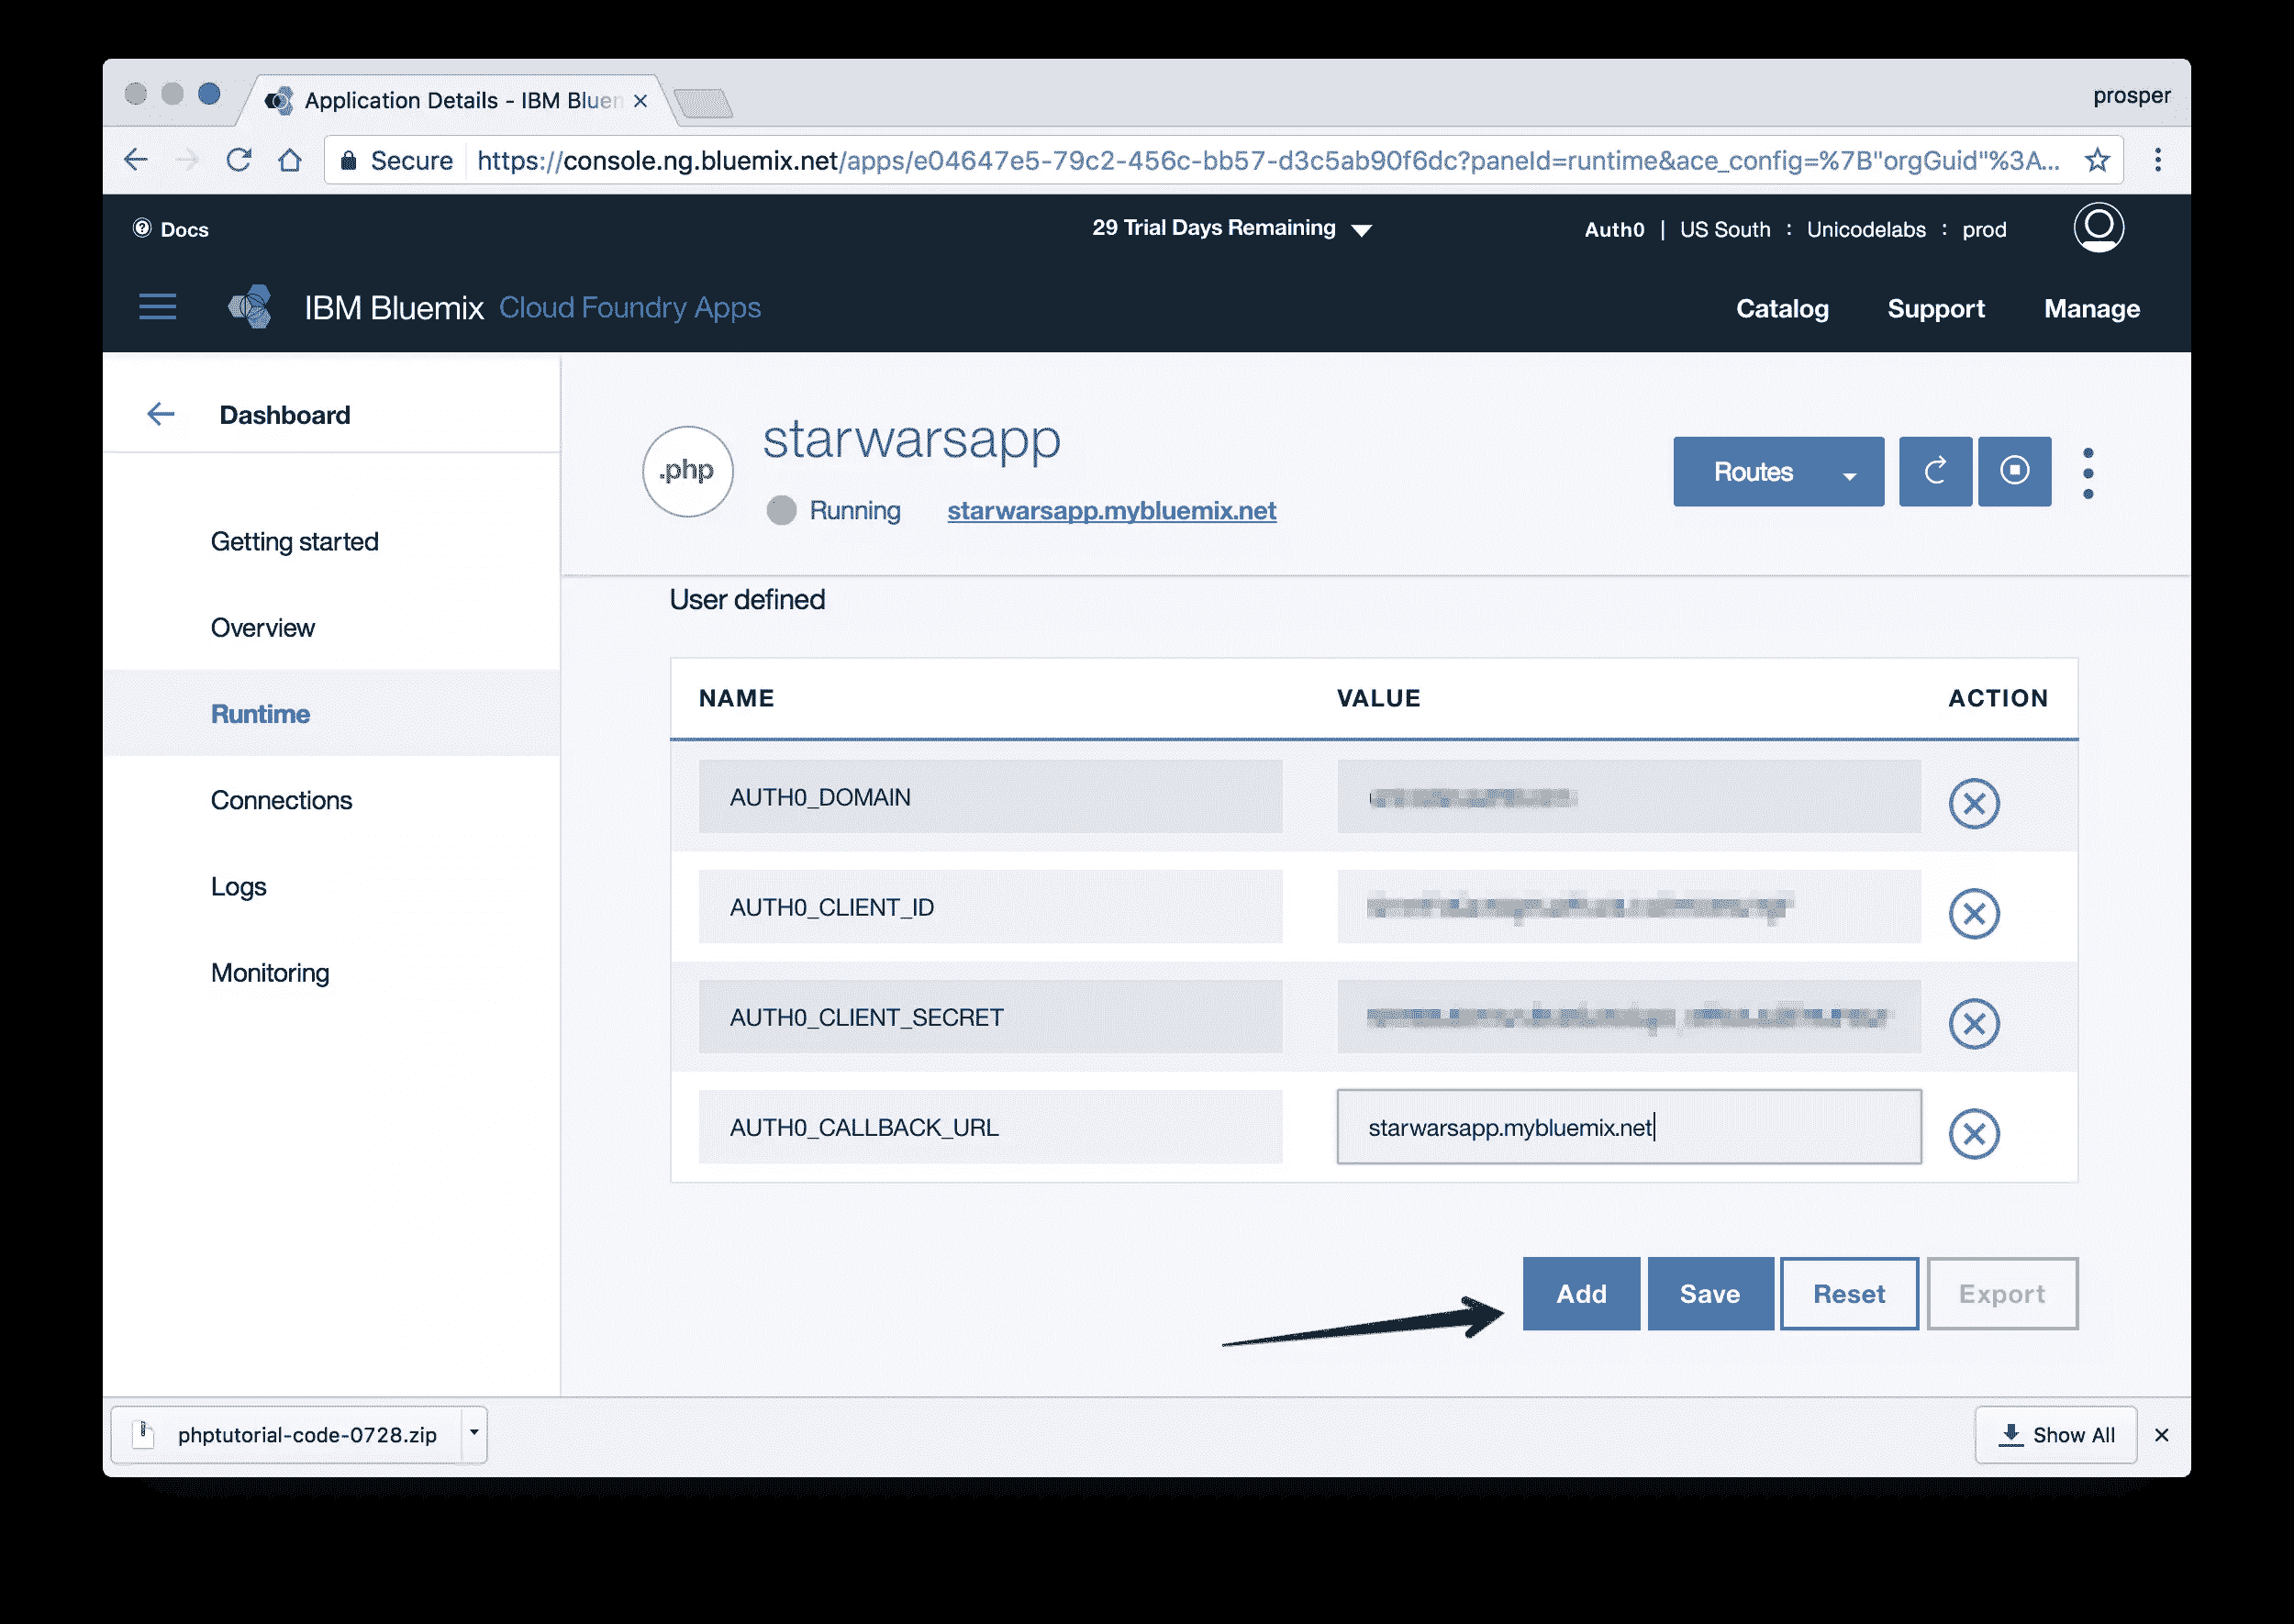 Application Details - IBM Bluen
prosper
Secure https://console.ng.bluemix.net/apps/e04647e5-79c2-456c-bb57-d3c5ab90f6dc?paneId=runtime&ace_config=%7B"orgGuid"%3A...
Docs 29 Trial Days Remaining Auth0 | US South : Unicodelabs : prod
IBM Bluemix Cloud Foundry Apps Catalog Support Manage
Dashboard
Getting started
Overview
Runtime
Connections
Logs
Monitoring
.php
starwarsapp
Running starwarsapp.mybluemix.net
Routes
User defined
NAME VALUE ACTION
AUTH0_DOMAIN
AUTH0_CLIENT_ID
AUTH0_CLIENT_SECRET
AUTH0_CALLBACK_URL starwarsapp.mybluemix.net
Add Save Reset Export
phptutorial-code-0728.zip Show All